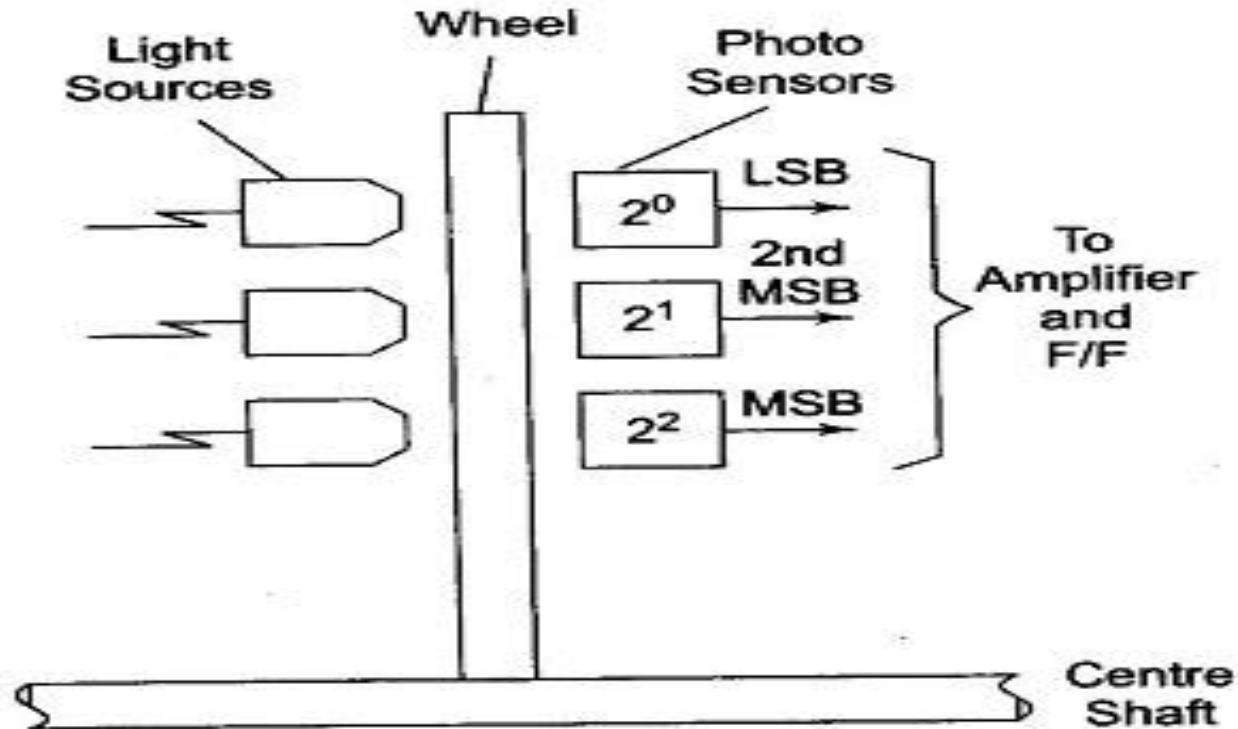 Light
Sources
Wheel
Photo
Sensors
2⁰
LSB
2nd
MSB
2¹
2²
MSB
To
Amplifier
and
F/F
Centre
Shaft